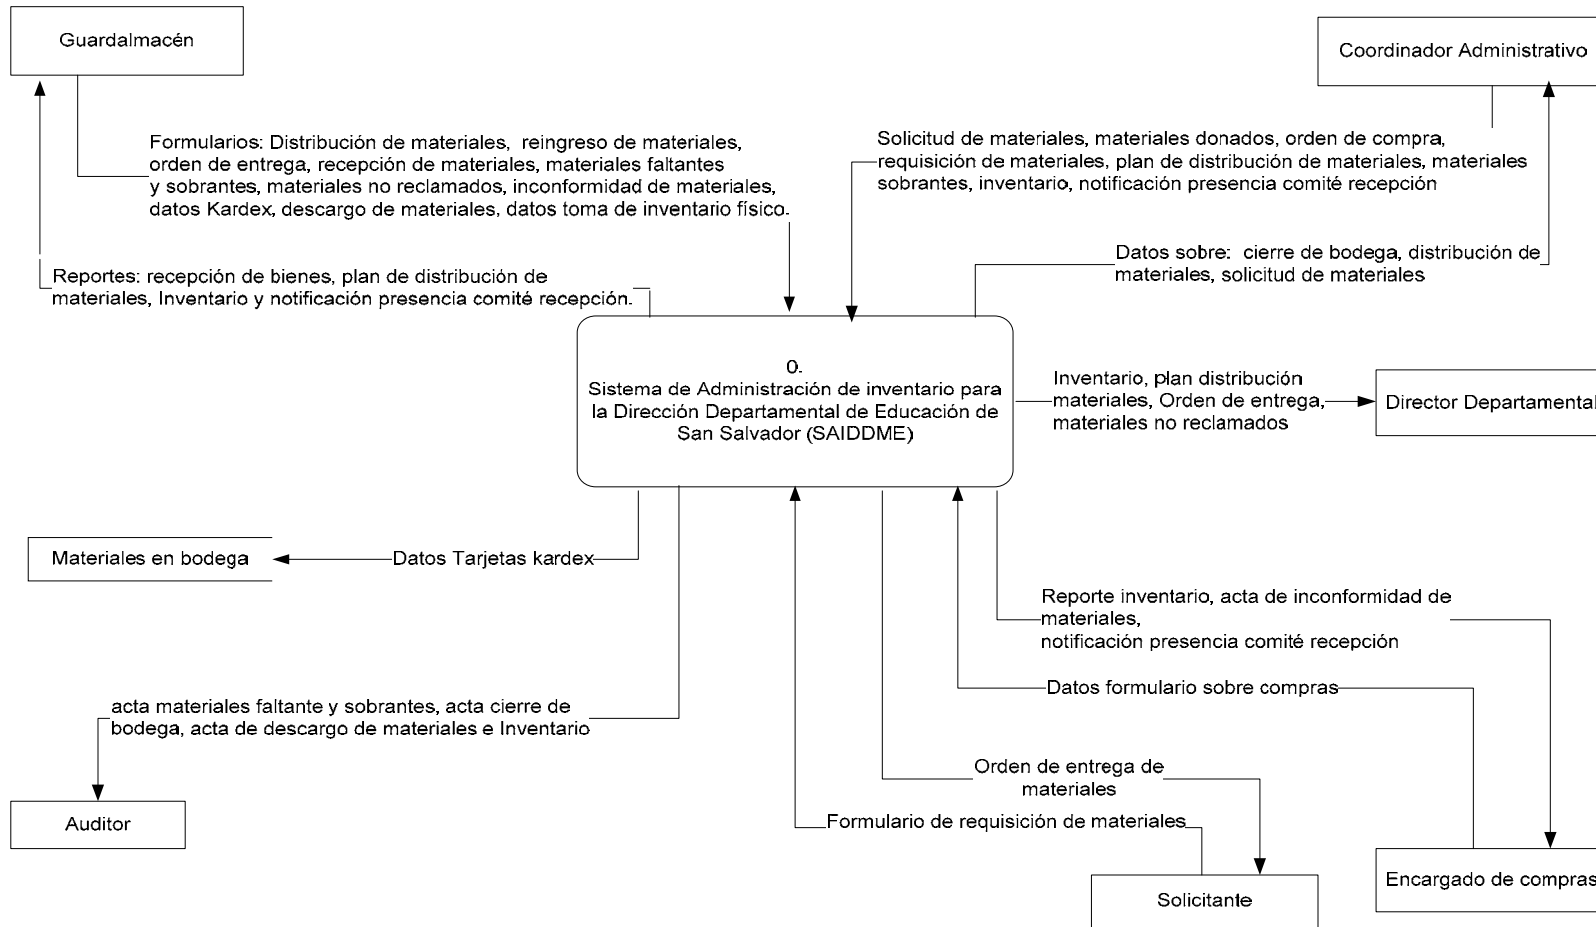 Guardalmacén
Coordinador Administrativo
Formularios: Distribución de materiales, reingreso de materiales,
orden de entrega, recepción de materiales, materiales faltantes
y sobrantes, materiales no reclamados, inconformidad de materiales,
datos Kardex, descargo de materiales, datos toma de inventario físico.
Solicitud de materiales, materiales donados, orden de compra,
requisición de materiales, plan de distribución de materiales, materiales
sobrantes, inventario, notificación presencia comité recepción
Reportes: recepción de bienes, plan de distribución de
materiales, Inventario y notificación presencia comité recepción.
Datos sobre: cierre de bodega, distribución de
materiales, solicitud de materiales
0.
Sistema de Administración de inventario para
la Dirección Departamental de Educación de
San Salvador (SAIDDME)
Inventario, plan distribución
materiales, Orden de entrega,
materiales no reclamados
Director Departamental
Materiales en bodega
Datos Tarjetas kardex
Reporte inventario, acta de inconformidad de
materiales,
notificación presencia comité recepción
Datos formulario sobre compras
acta materiales faltante y sobrantes, acta cierre de
bodega, acta de descargo de materiales e Inventario
Orden de entrega de
materiales
Formulario de requisición de materiales
Auditor
Encargado de compras
Solicitante